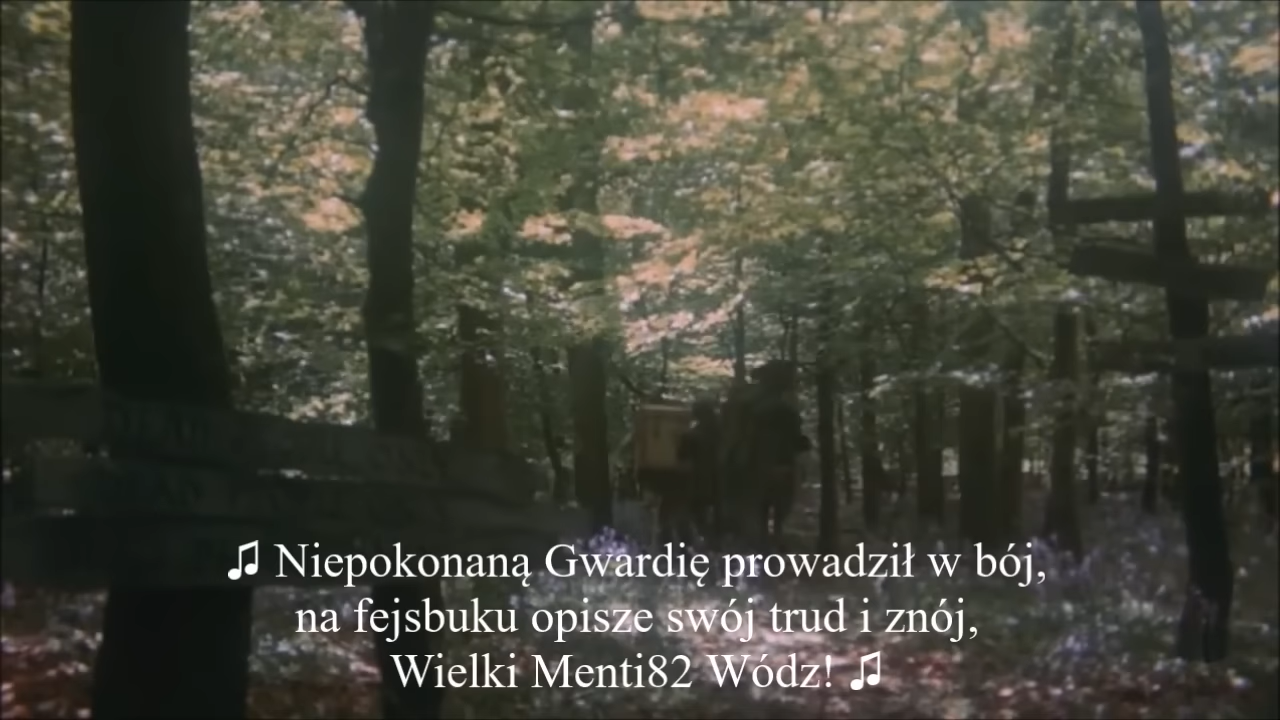 ♫ Niepokonaną Gwardię prowadził w bój,
na fejsbuku opisze swój trud i znój,
Wielki Menti82 Wódz! ♫